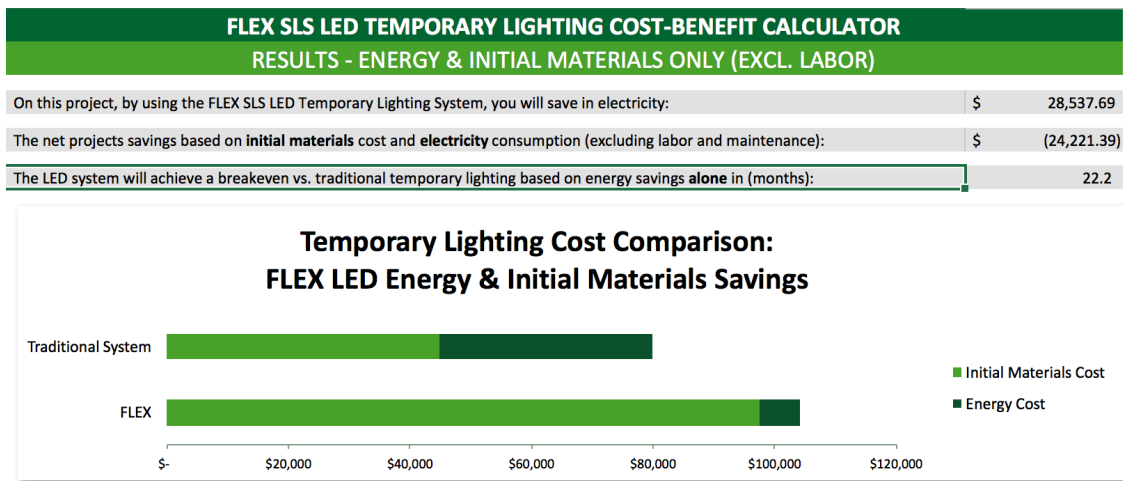 FLEX SLS LED TEMPORARY LIGHTING COST-BENEFIT CALCULATOR
RESULTS - ENERGY & INITIAL MATERIALS ONLY (EXCL. LABOR)
On this project, by using the FLEX SLS LED Temporary Lighting System, you will save in electricity: $ 28,537.69
The net projects savings based on initial materials cost and electricity consumption (excluding labor and maintenance): $ (24,221.39)
The LED system will achieve a breakeven vs. traditional temporary lighting based on energy savings alone in (months): 22.2
Temporary Lighting Cost Comparison:
FLEX LED Energy & Initial Materials Savings
Traditional System
Initial Materials Cost
Energy Cost
FLEX
$- $20,000 $40,000 $60,000 $80,000 $100,000 $120,000